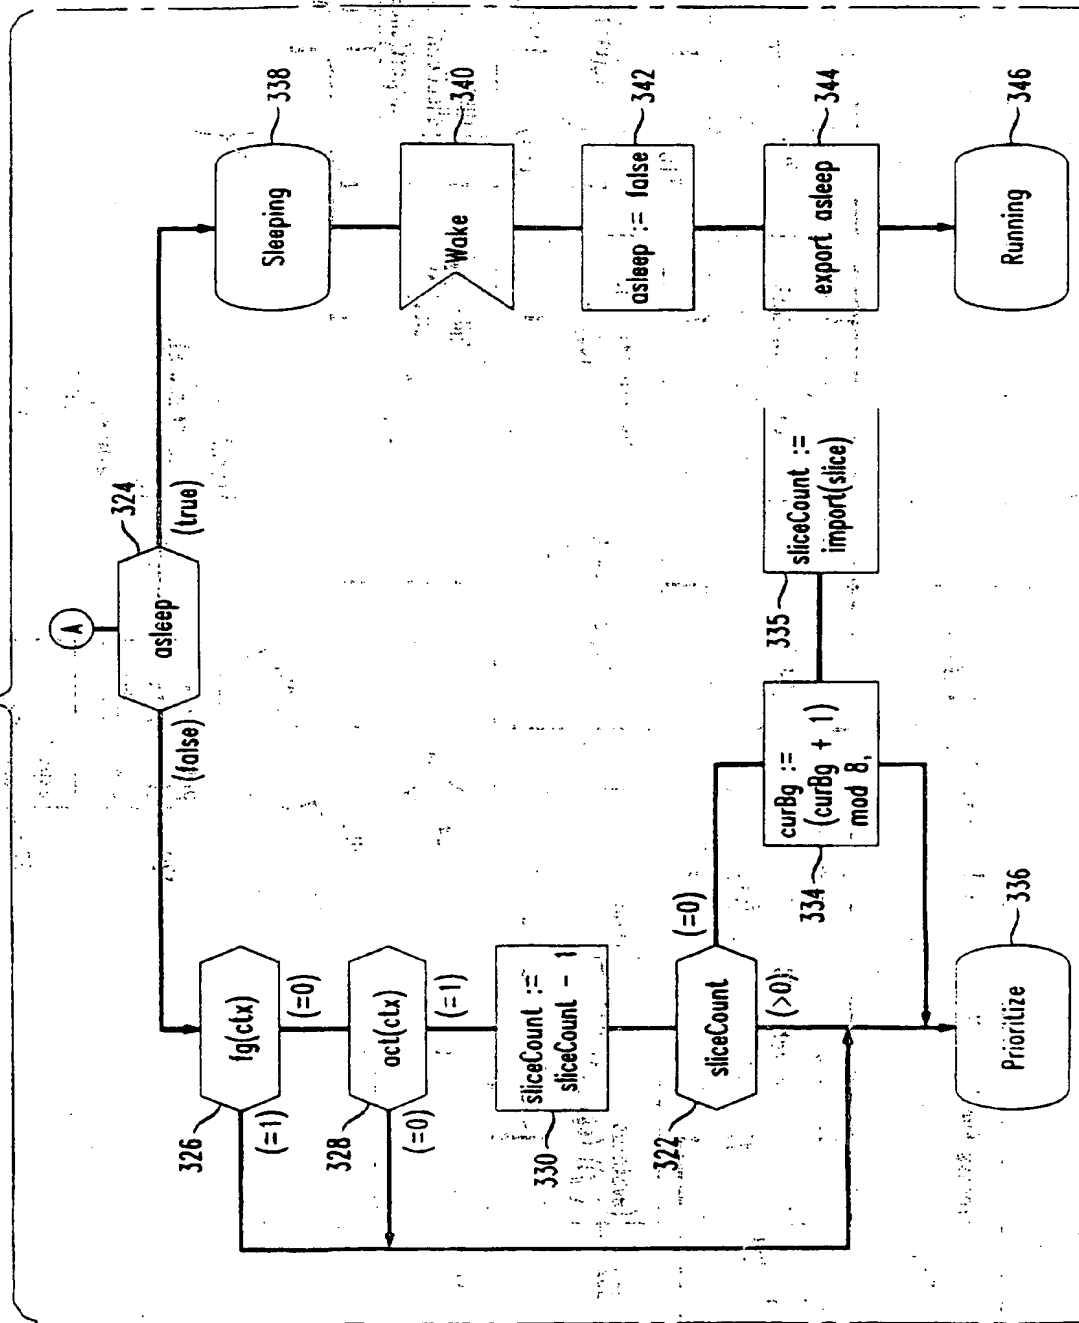 A
324
asleep
(false)
(true)
326
fg(ctx)
(=1)
(=0)
328
act(ctx)
(=0)
(=1)
330
sliceCount :=
sliceCount - 1
322
sliceCount
(=0)
(>0)
334
curBg :=
(curBg + 1)
mod 8,
335
sliceCount :=
import(slice)
336
Prioritize
338
Sleeping
340
Wake
342
asleep := false
344
export asleep
346
Running